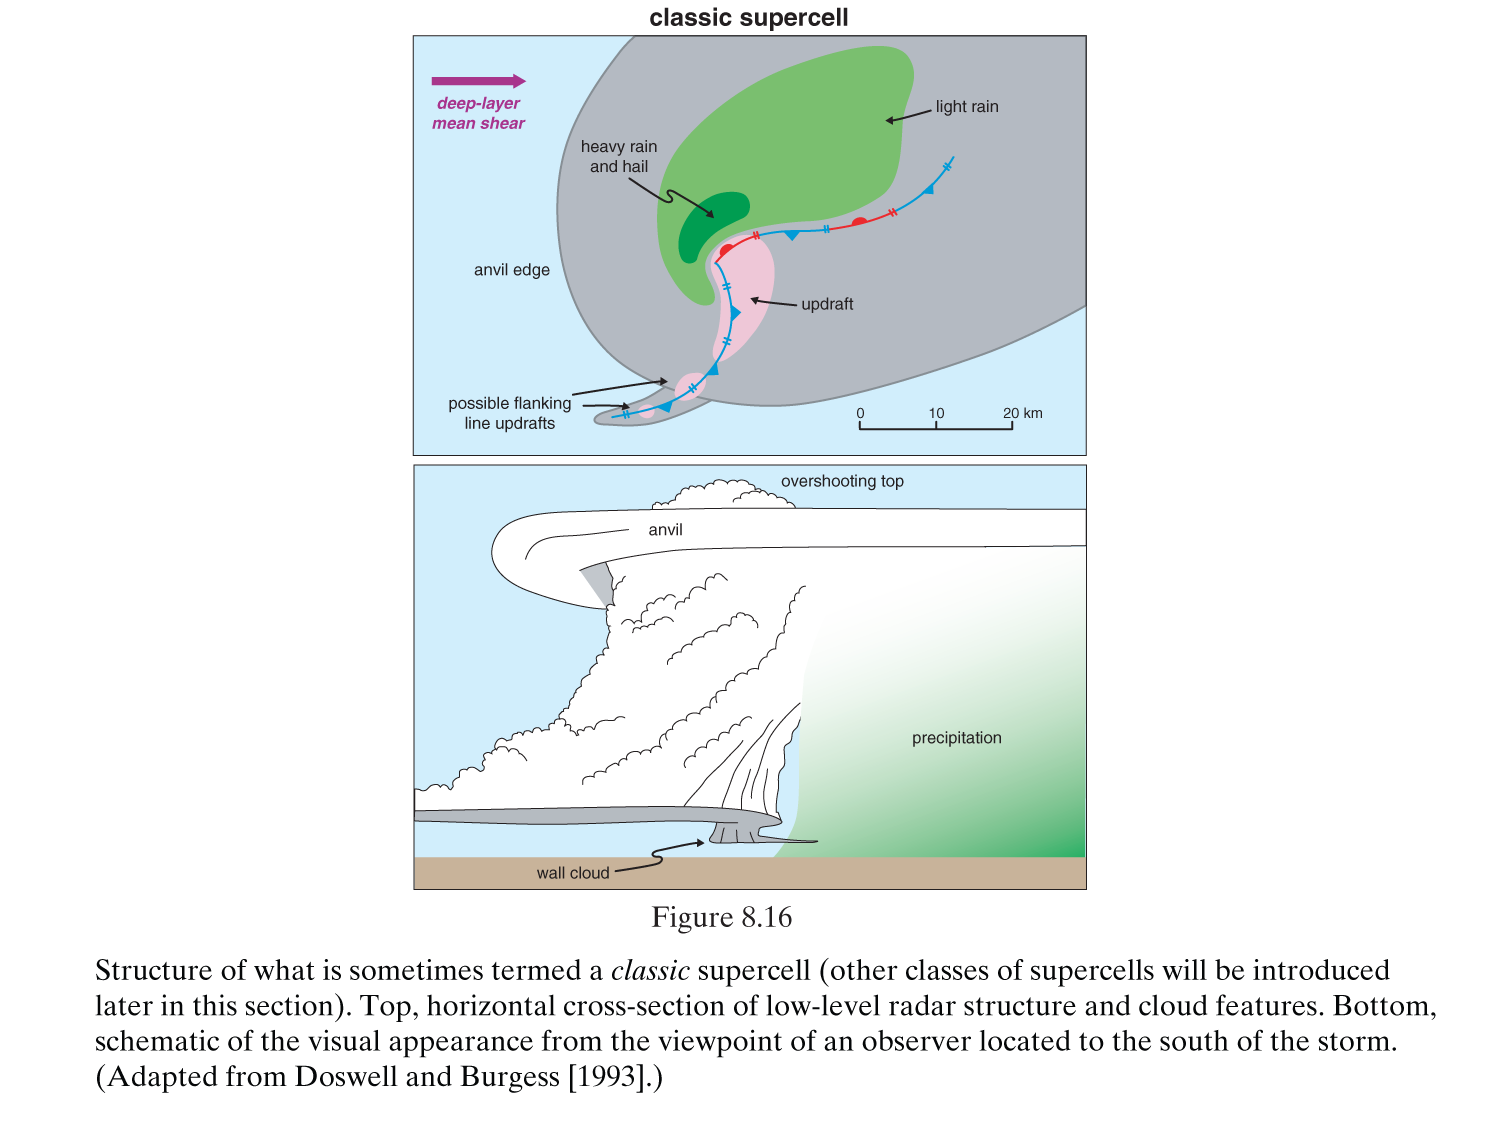 classic supercell
deep-layer
mean shear
light rain
heavy rain
and hail
anvil edge
updraft
possible flanking
line updrafts
0 10 20 km
overshooting top
anvil
precipitation
wall cloud
Figure 8.16
Structure of what is sometimes termed a classic supercell (other classes of supercells will be introduced
later in this section). Top, horizontal cross-section of low-level radar structure and cloud features. Bottom,
schematic of the visual appearance from the viewpoint of an observer located to the south of the storm.
(Adapted from Doswell and Burgess [1993].)